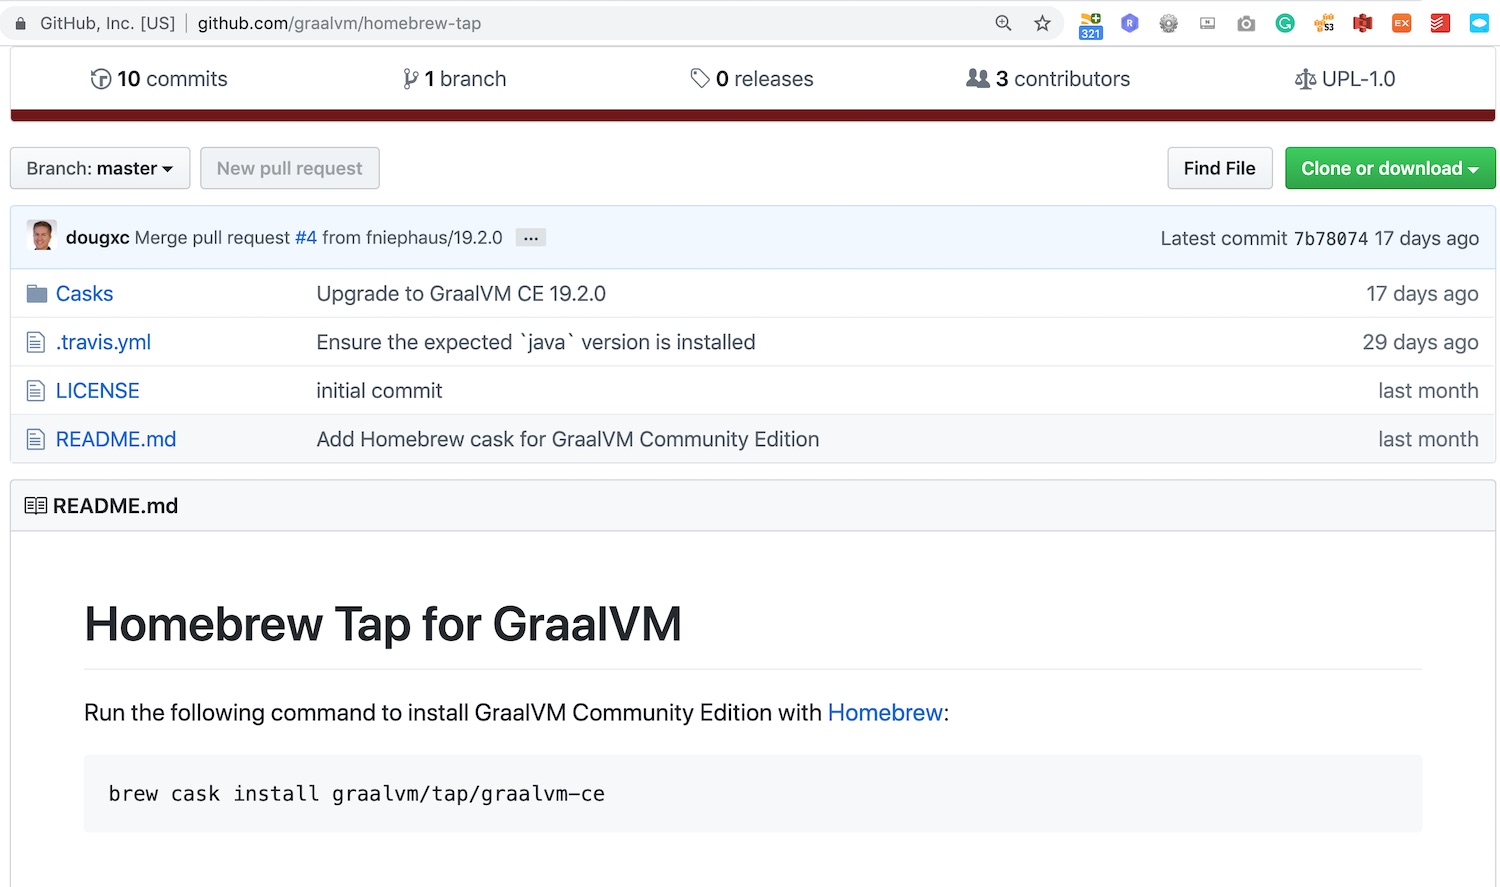 GitHub, Inc. [US] github.com/graalvm/homebrew-tap 321 R N G S3 EX
10 commits 1 branch 0 releases 3 contributors UPL-1.0
Branch: master New pull request Find File Clone or download
dougxc Merge pull request #4 from fniephaus/19.2.0 ... Latest commit 7b78074 17 days ago
Casks Upgrade to GraalVM CE 19.2.0 17 days ago
.travis.yml Ensure the expected `java` version is installed 29 days ago
LICENSE initial commit last month
README.md Add Homebrew cask for GraalVM Community Edition last month
README.md
Homebrew Tap for GraalVM
Run the following command to install GraalVM Community Edition with Homebrew:
brew cask install graalvm/tap/graalvm-ce